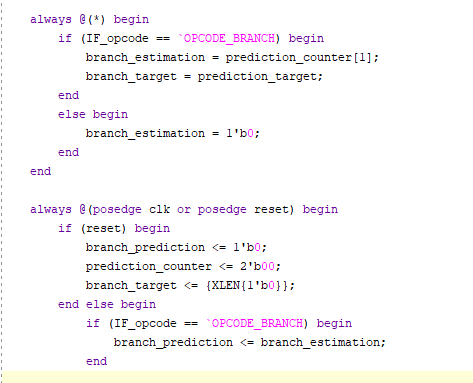 always @(*) begin
    if (IF_opcode == `OPCODE_BRANCH) begin
        branch_estimation = prediction_counter[1];
        branch_target = prediction_target;
    end
    else begin
        branch_estimation = 1'b0;
    end
end

always @(posedge clk or posedge reset) begin
    if (reset) begin
        branch_prediction <= 1'b0;
        prediction_counter <= 2'b00;
        branch_target <= {XLEN{1'b0}};
    end else begin
        if (IF_opcode == `OPCODE_BRANCH) begin
            branch_prediction <= branch_estimation;
        end